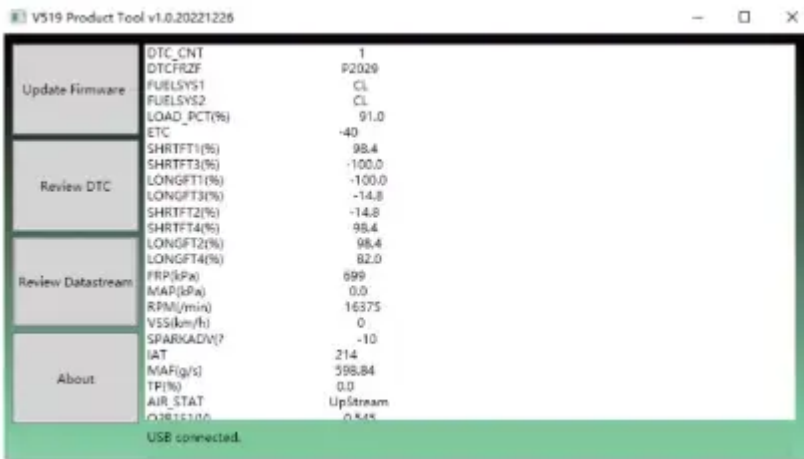 V519 Product Tool v1.0.20221226
Update Firmware
Review DTC
Review Datastream
About
DTC_CNT 1
DTCFRZF P2029
FUELSYS1 CL
FUELSYS2 CL
LOAD_PCT(%) 91.0
ETC -40
SHRTFT1(%) 98.4
SHRTFT3(%) -100.0
LONGFT1(%) -100.0
LONGFT3(%) -14.8
SHRTFT2(%) -14.8
SHRTFT4(%) 98.4
LONGFT2(%) 98.4
LONGFT4(%) 82.0
FRP(kPa) 699
MAP(kPa) 0.0
RPM(/min) 16375
VSS(km/h) 0
SPARKADV(? -10
IAT 214
MAF(g/s) 598.84
TP(%) 0.0
AIR_STAT UpStream
0.545
USB connected.